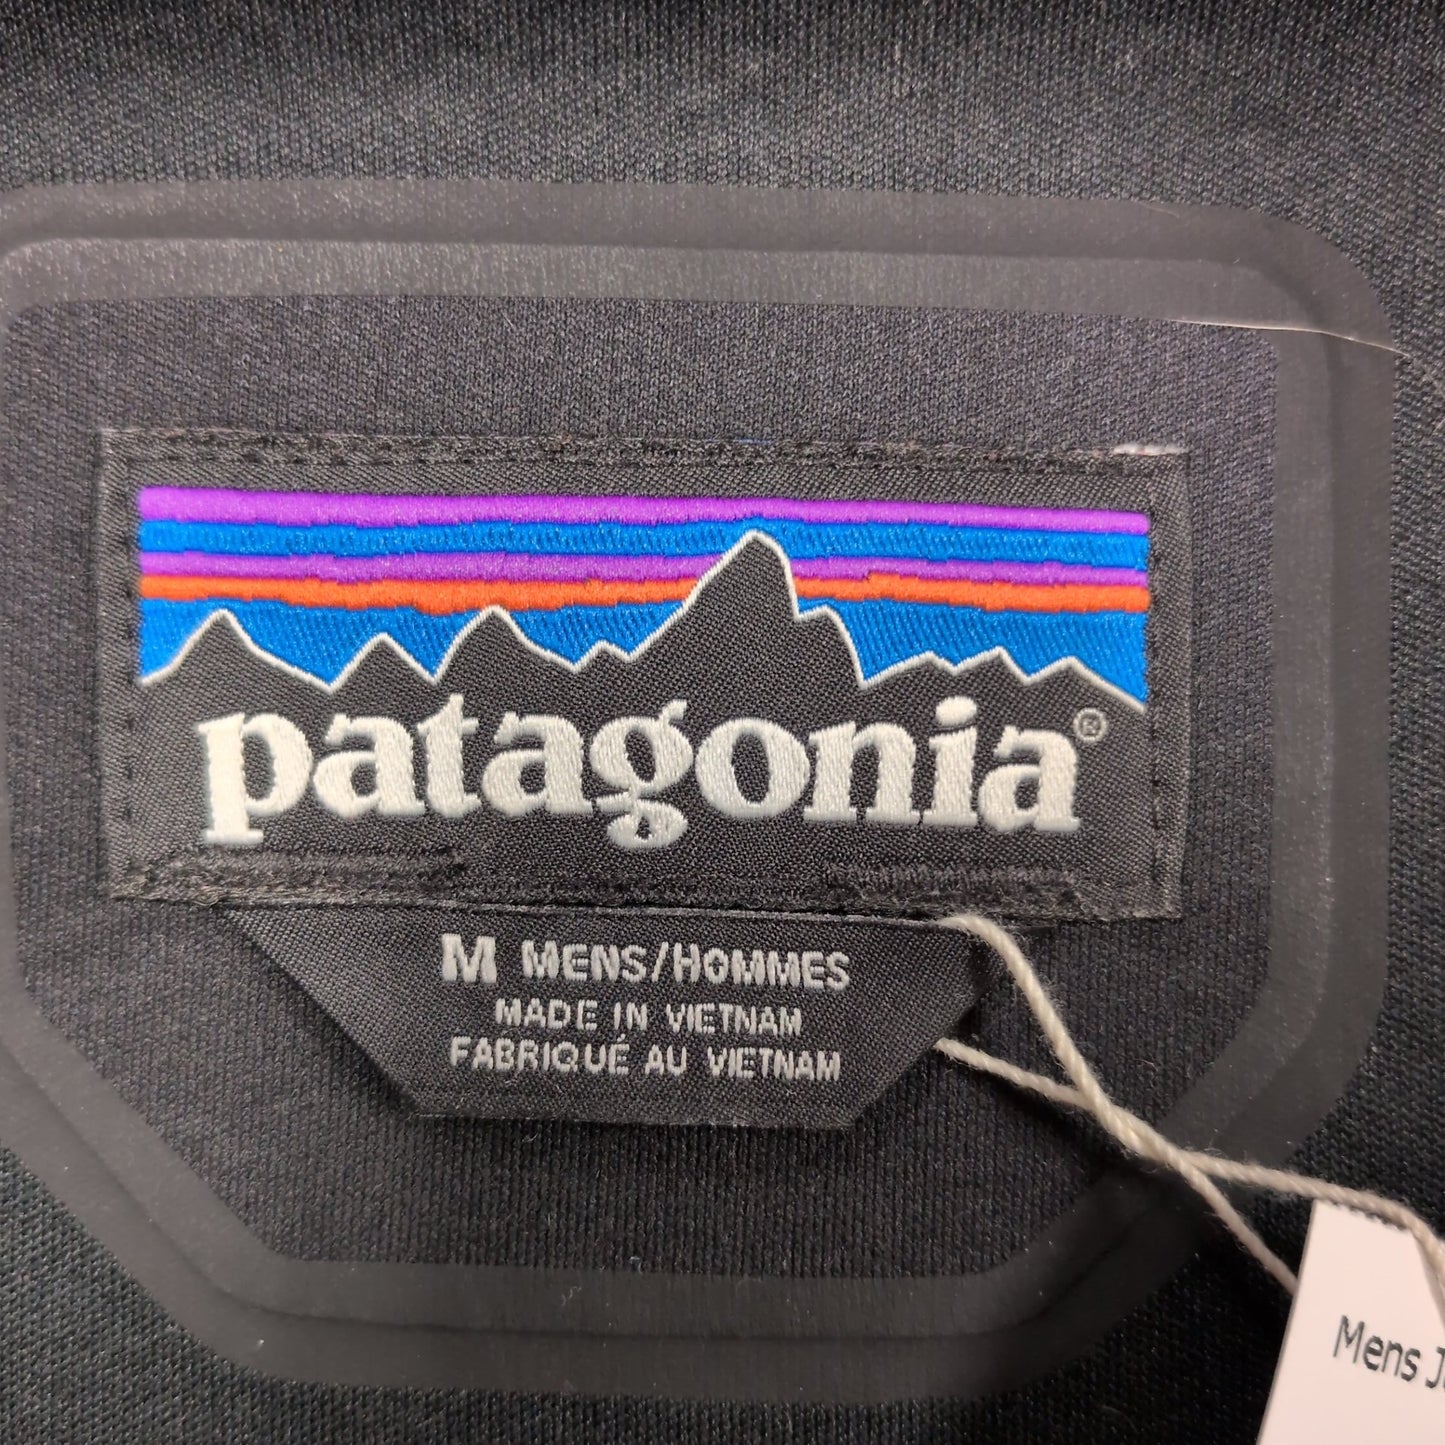 patagonia®
M MENS/HOMMES
MADE IN VIETNAM
FABRIQUÉ AU VIETNAM
Mens